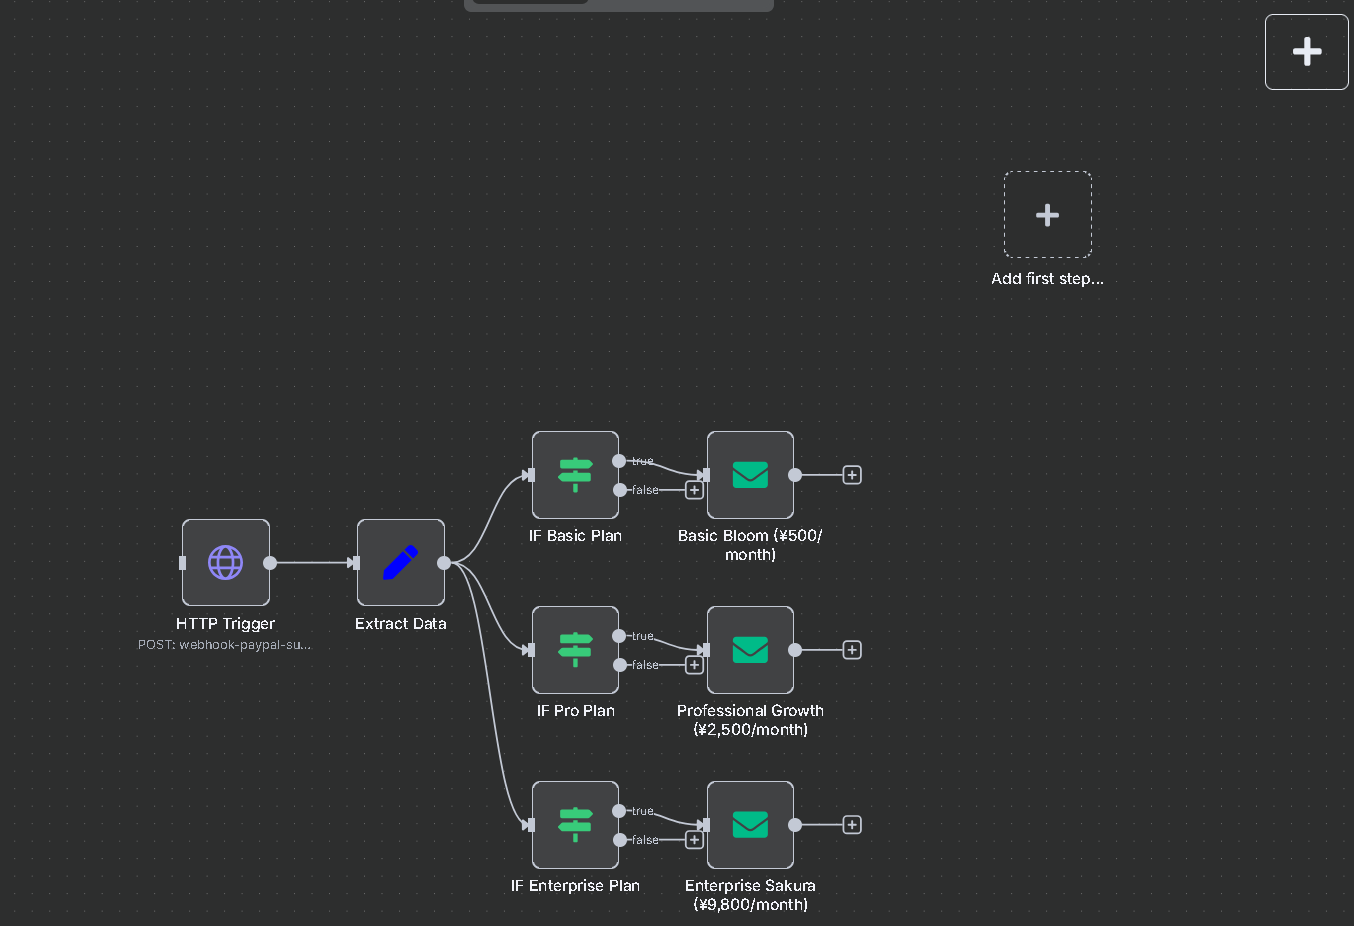 Add first step...
true
false
IF Basic Plan
Basic Bloom (¥500/
month)
HTTP Trigger
POST: webhook-paypal-su...
Extract Data
true
false
IF Pro Plan
Professional Growth
(¥2,500/month)
true
false
IF Enterprise Plan
Enterprise Sakura
(¥9,800/month)